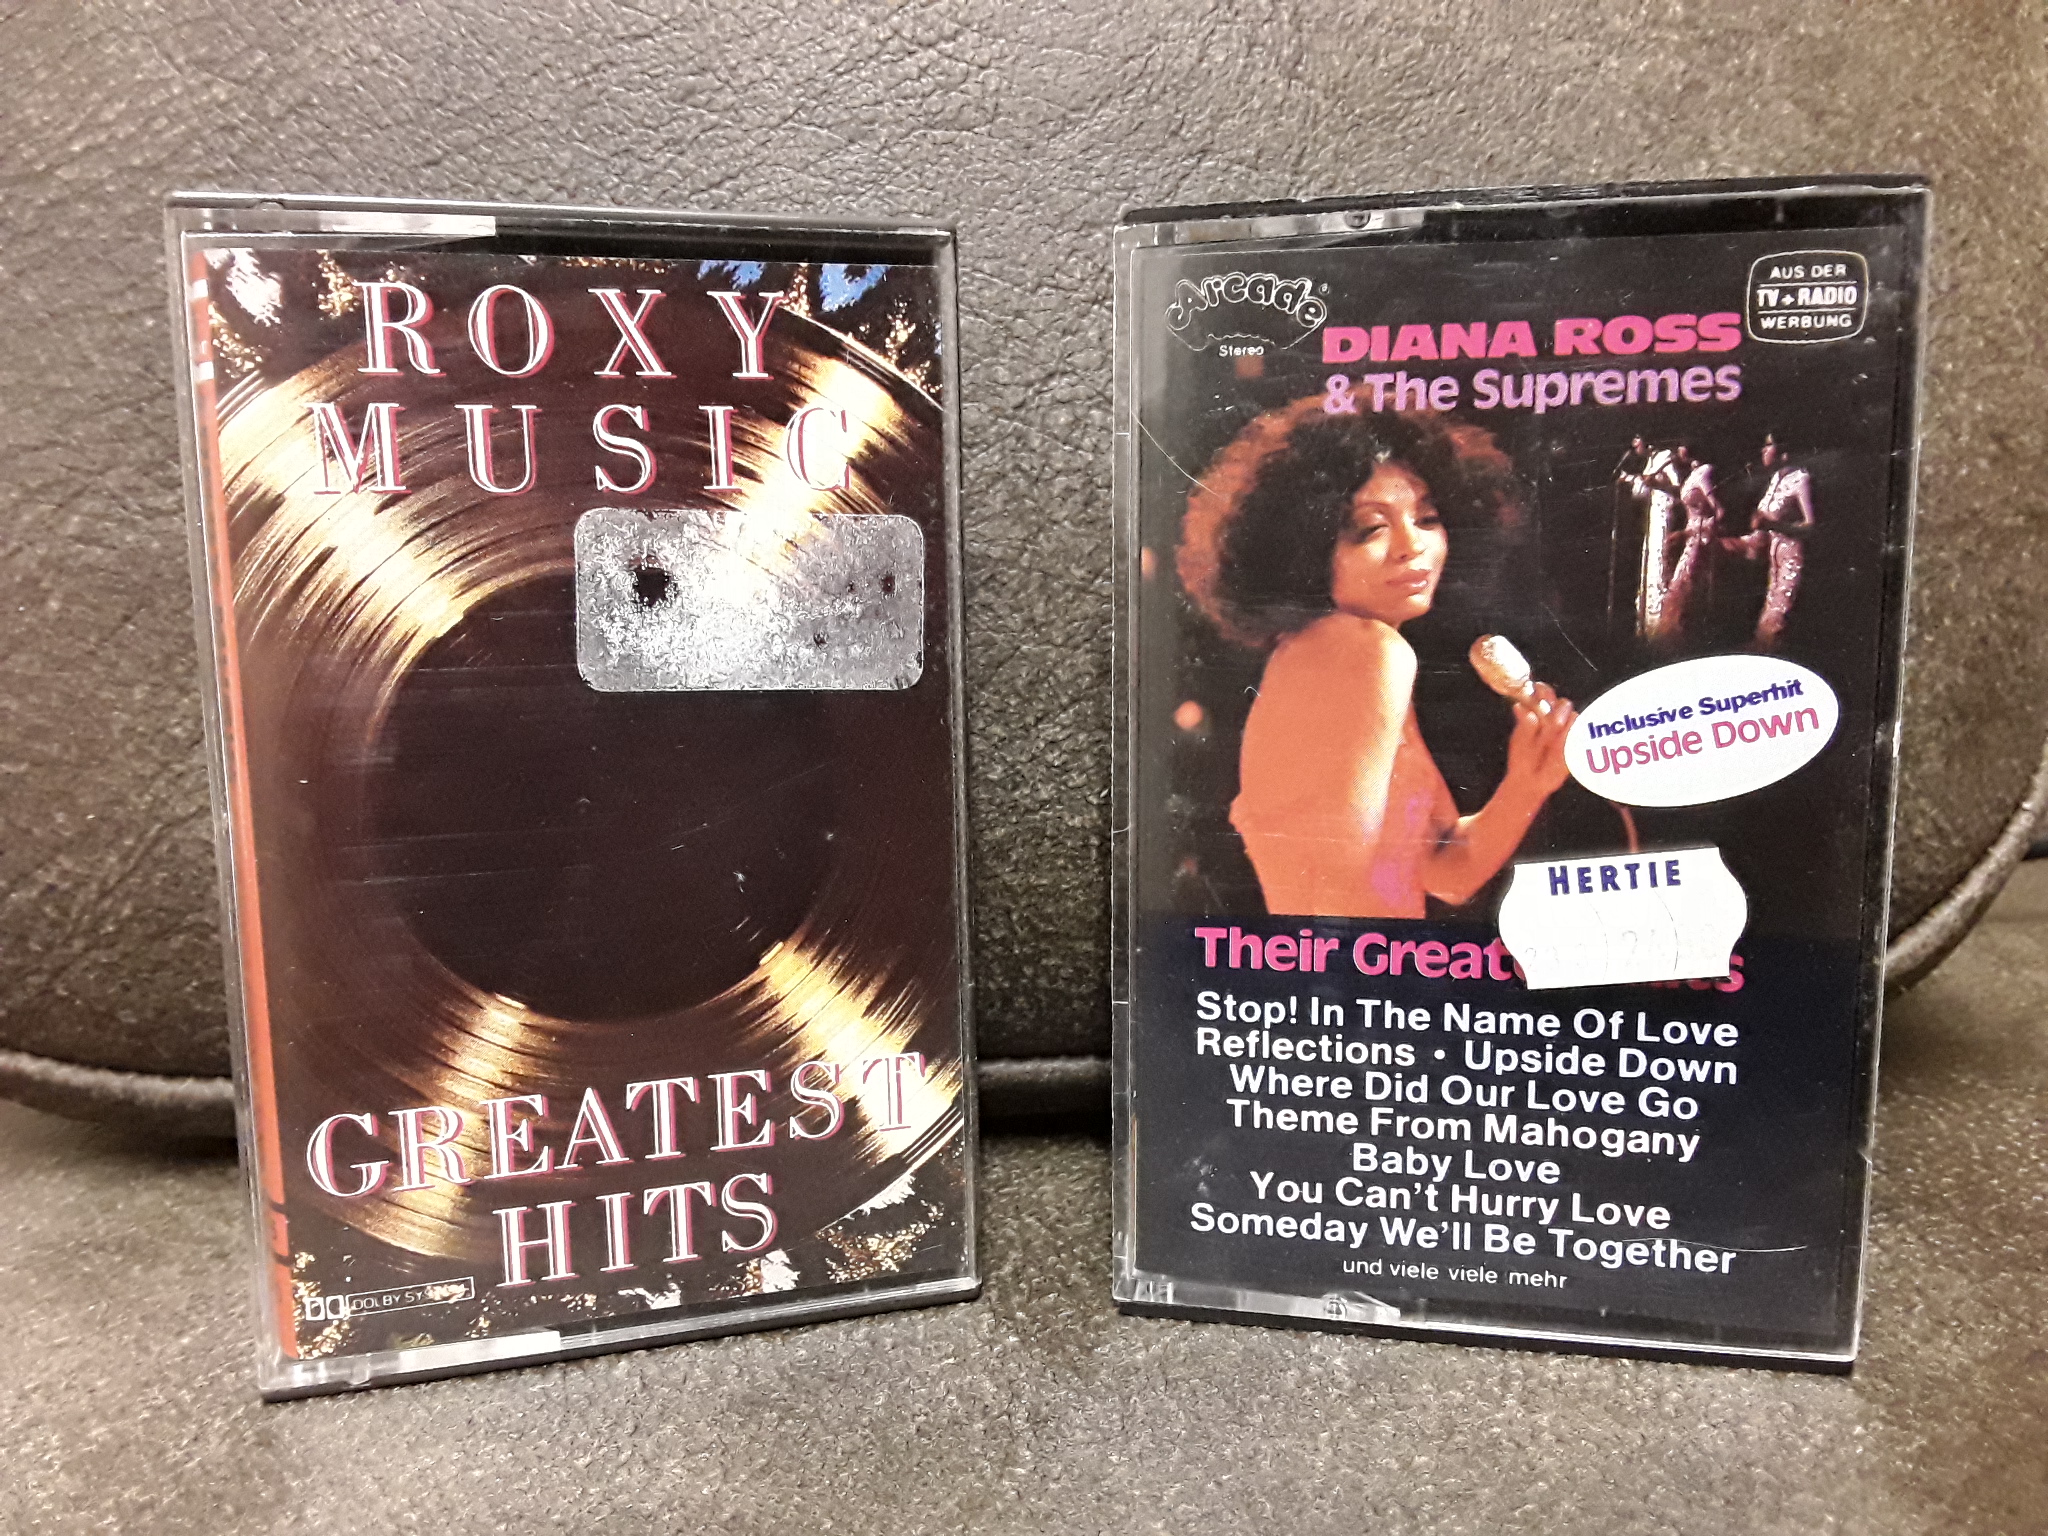 ROXY
MUSIC
GREATEST
HITS
DOLBY SYSTEM
Arcade
Stereo
AUS DER
TV + RADIO
WERBUNG
DIANA ROSS
& The Supremes
Inclusive Superhit
Upside Down
HERTIE
Their
Stop! In The Name Of Love
Reflections • Upside Down
Where Did Our Love Go
Theme From Mahogany
Baby Love
You Can't Hurry Love
Someday We'll Be Together
und viele viele mehr